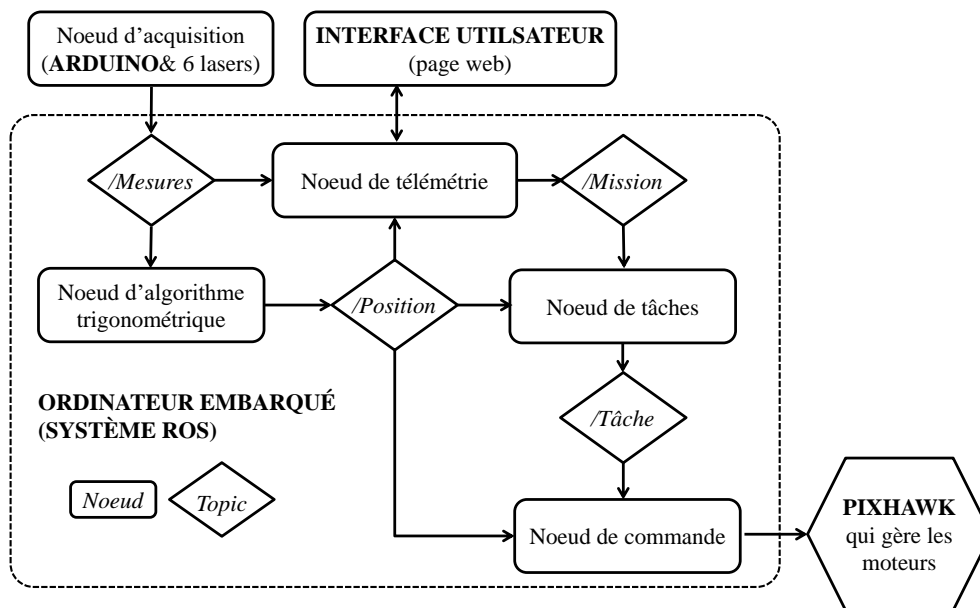 Noeud d’acquisition
(ARDUINO& 6 lasers)
INTERFACE UTILSATEUR
(page web)
/Mesures
Noeud de télémétrie
/Mission
Noeud d’algorithme
trigonométrique
/Position
Noeud de tâches
ORDINATEUR EMBARQUÉ
(SYSTÈME ROS)
/Tâche
Noeud
Topic
Noeud de commande
PIXHAWK
qui gère les
moteurs